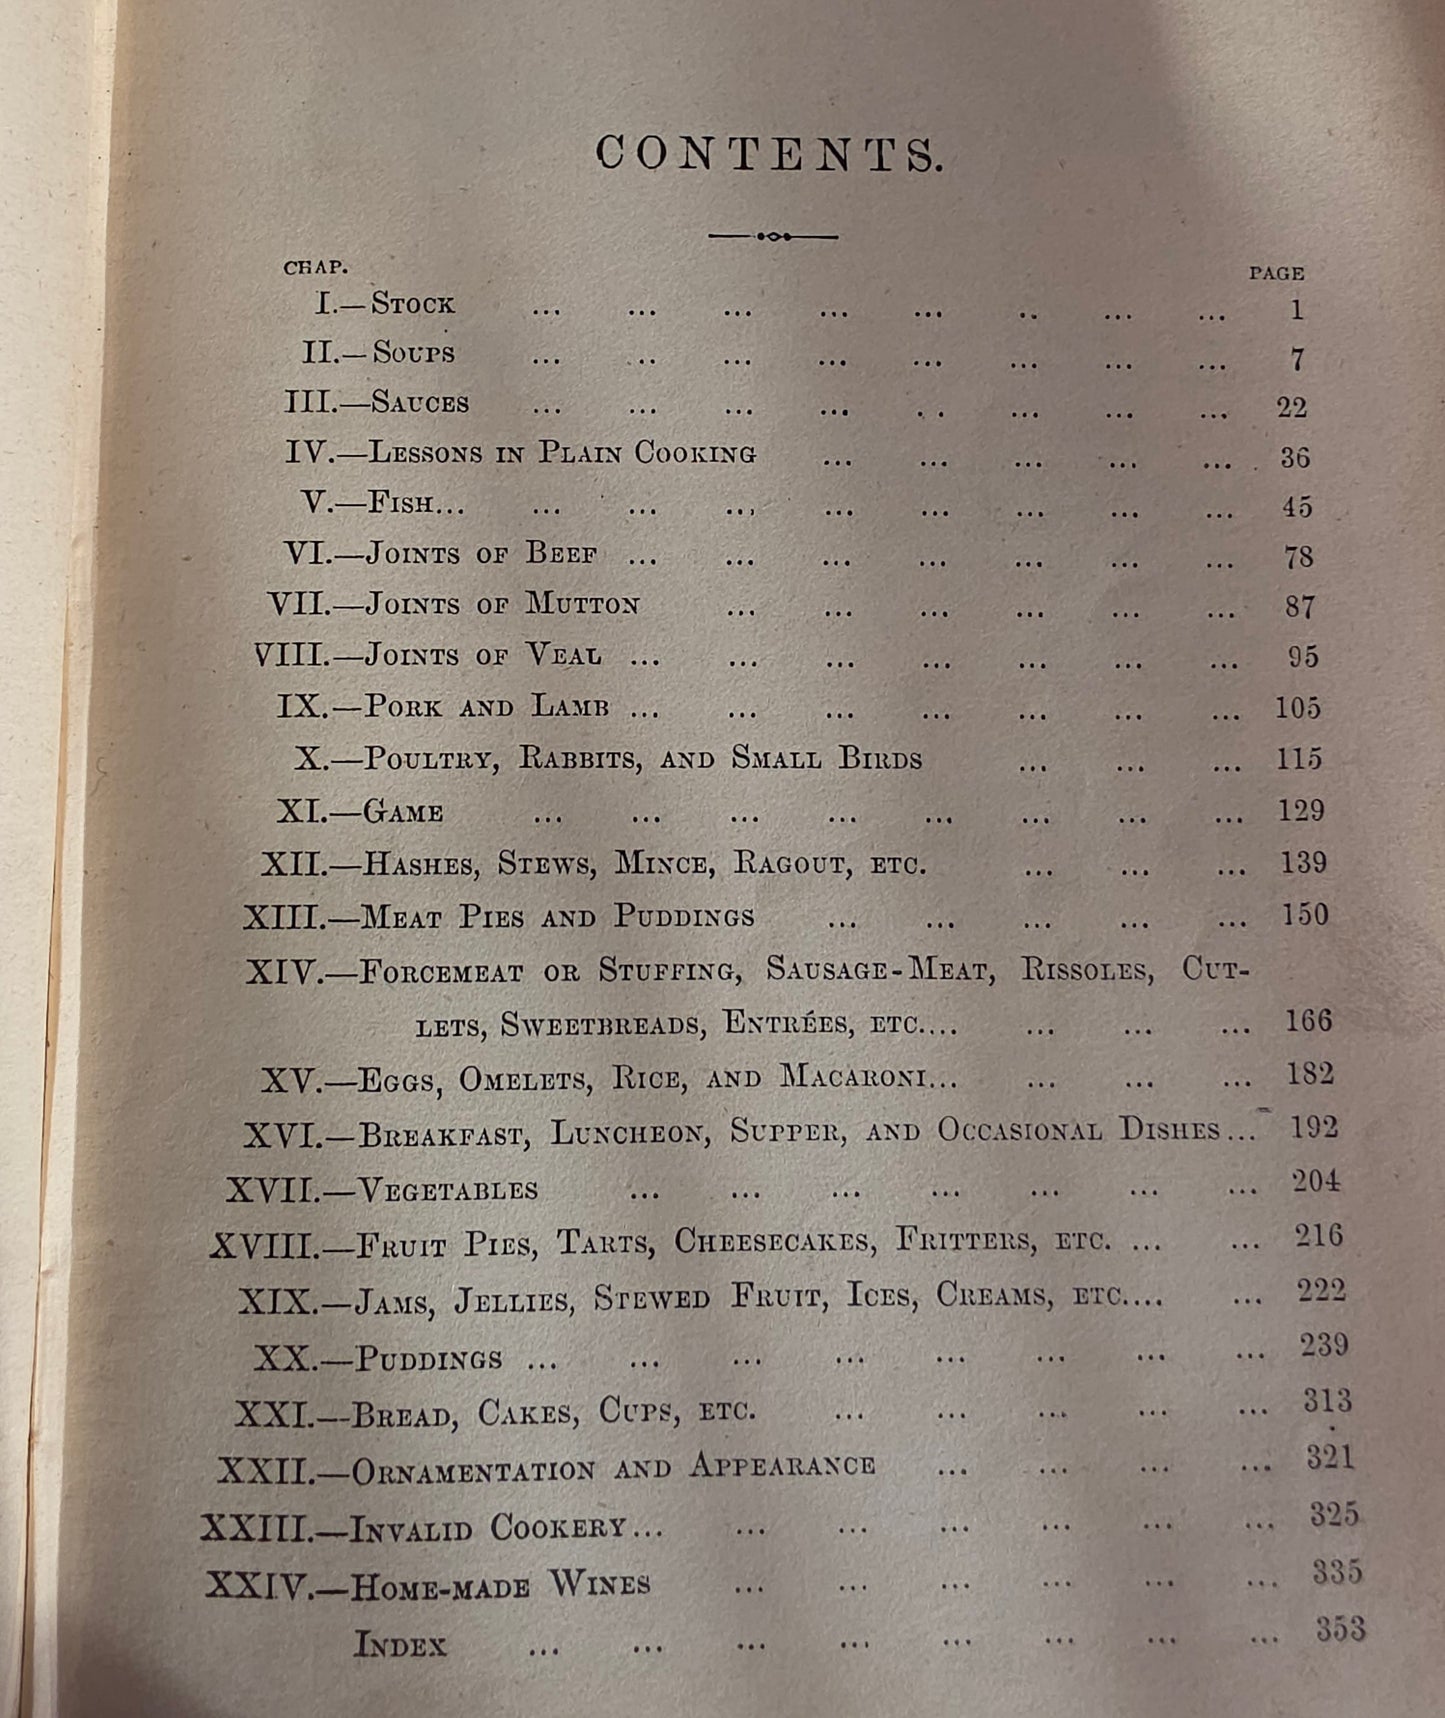 CONTENTS.
CHAP. PAGE
I.—STOCK ... ... ... ... ... .. ... ... 1
II.—SOUPS ... .. ... ... ... ... ... ... 7
III.—SAUCES ... ... ... ... .. ... ... ... 22
IV.—LESSONS IN PLAIN COOKING ... ... ... ... ... 36
V.—FISH... ... ... ... ... ... ... ... ... 45
VI.—JOINTS OF BEEF ... ... ... ... ... ... ... 78
VII.—JOINTS OF MUTTON ... ... ... ... ... ... 87
VIII.—JOINTS OF VEAL ... ... ... ... ... ... ... 95
IX.—PORK AND LAMB ... ... ... ... ... ... ... 105
X.—POULTRY, RABBITS, AND SMALL BIRDS ... ... ... 115
XI.—GAME ... ... ... ... ... ... ... ... 129
XII.—HASHES, STEWS, MINCE, RAGOUT, ETC. ... ... ... 139
XIII.—MEAT PIES AND PUDDINGS ... ... ... ... ... 150
XIV.—FORCEMEAT OR STUFFING, SAUSAGE-MEAT, RISSOLES, CUT-
LETS, SWEETBREADS, ENTRÉES, ETC.... ... ... ... 166
XV.—EGGS, OMELETS, RICE, AND MACARONI... ... ... ... 182
XVI.—BREAKFAST, LUNCHEON, SUPPER, AND OCCASIONAL DISHES... 192
XVII.—VEGETABLES ... ... ... ... ... ... ... 204
XVIII.—FRUIT PIES, TARTS, CHEESECAKES, FRITTERS, ETC. ... ... 216
XIX.—JAMS, JELLIES, STEWED FRUIT, ICES, CREAMS, ETC.... ... 222
XX.—PUDDINGS ... ... ... ... ... ... ... ... 239
XXI.—BREAD, CAKES, CUPS, ETC. ... ... ... ... ... 313
XXII.—ORNAMENTATION AND APPEARANCE ... ... ... ... 321
XXIII.—INVALID COOKERY... ... ... ... ... ... ... 325
XXIV.—HOME-MADE WINES ... ... ... ... ... ... 335
INDEX ... ... ... ... ... ... ... ... 353